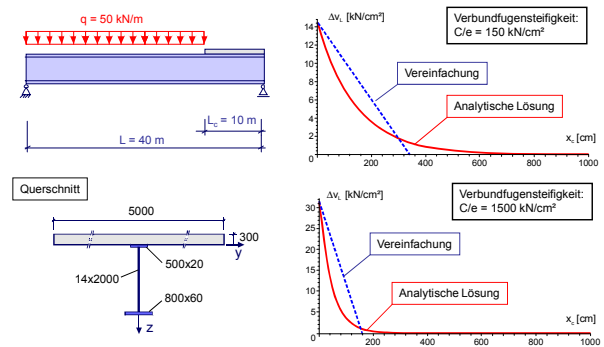 q = 50 kN/m
L_c = 10 m
L = 40 m
Querschnitt
5000
300
y
500x20
14x2000
800x60
z
Δv_L [kN/cm²]
14
12
10
8
6
4
2
0
200
400
600
800
1000
x_c [cm]
Verbundfugensteifigkeit:
C/e = 150 kN/cm²
Vereinfachung
Analytische Lösung
Δv_L [kN/cm²]
30
25
20
15
10
5
0
200
400
600
800
1000
x_c [cm]
Verbundfugensteifigkeit:
C/e = 1500 kN/cm²
Vereinfachung
Analytische Lösung